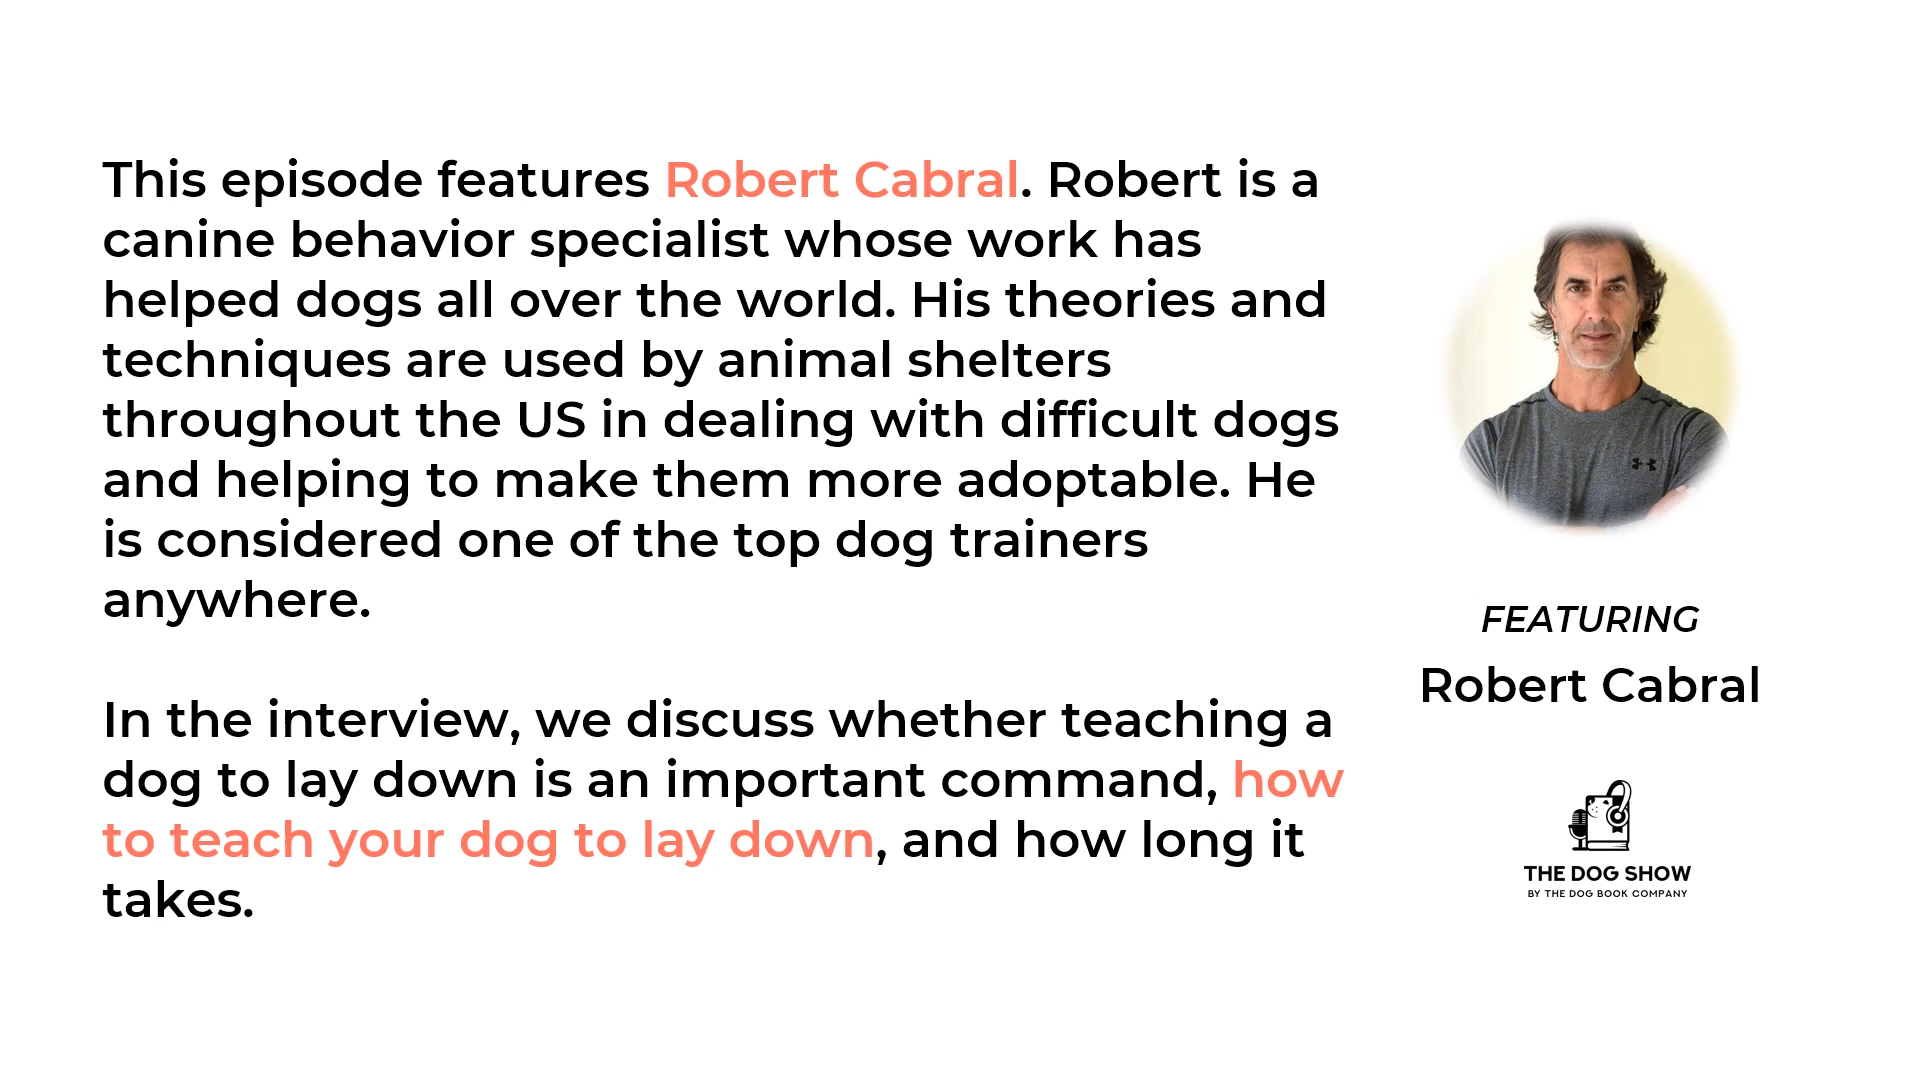 This episode features Robert Cabral. Robert is a
canine behavior specialist whose work has
helped dogs all over the world. His theories and
techniques are used by animal shelters
throughout the US in dealing with difficult dogs
and helping to make them more adoptable. He
is considered one of the top dog trainers
anywhere.
In the interview, we discuss whether teaching a
dog to lay down is an important command, how
to teach your dog to lay down, and how long it
takes.
FEATURING
Robert Cabral
THE DOG SHOW
BY THE DOG BOOK COMPANY